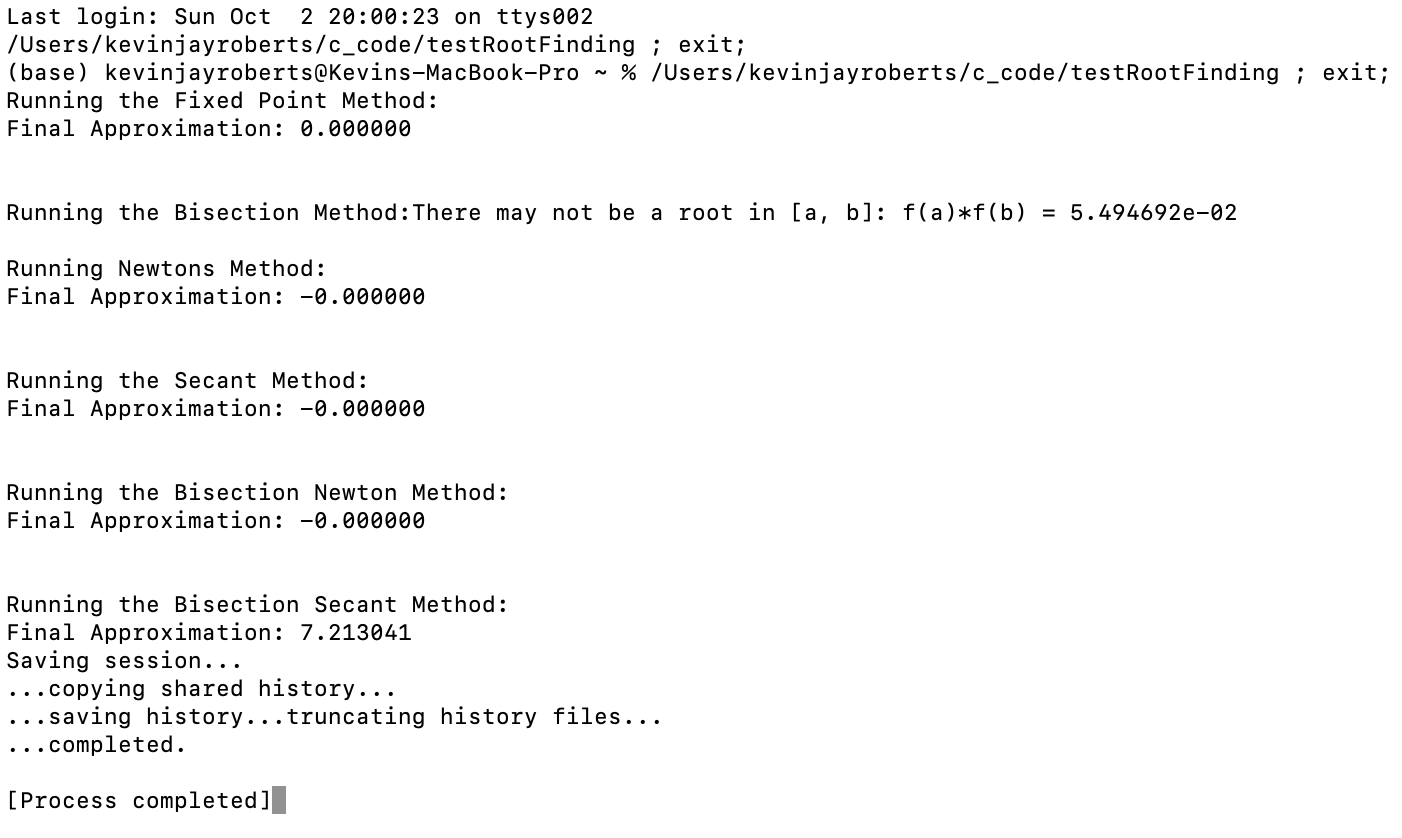 Last login: Sun Oct  2 20:00:23 on ttys002
/Users/kevinjayroberts/c_code/testRootFinding ; exit;
(base) kevinjayroberts@Kevins-MacBook-Pro ~ % /Users/kevinjayroberts/c_code/testRootFinding ; exit;
Running the Fixed Point Method:
Final Approximation: 0.000000
Running the Bisection Method:There may not be a root in [a, b]: f(a)*f(b) = 5.494692e-02
Running Newtons Method:
Final Approximation: -0.000000
Running the Secant Method:
Final Approximation: -0.000000
Running the Bisection Newton Method:
Final Approximation: -0.000000
Running the Bisection Secant Method:
Final Approximation: 7.213041
Saving session...
...copying shared history...
...saving history...truncating history files...
...completed.
[Process completed]